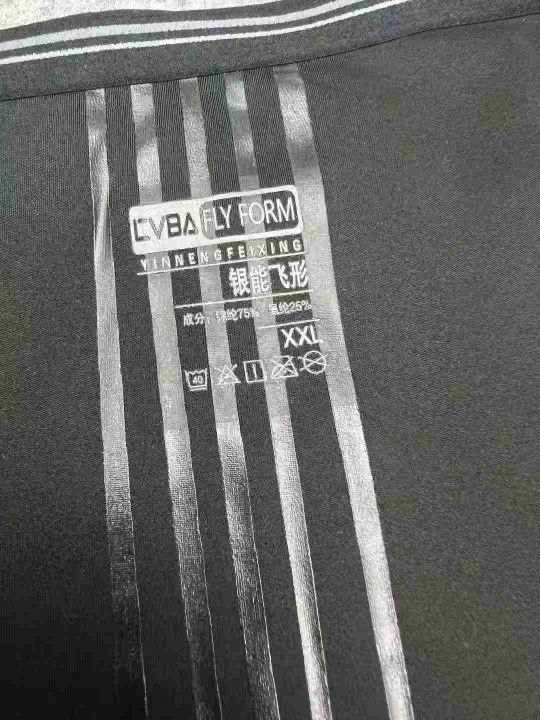 CVBA FLY FORM
YINNENGFEIXING
银能飞形
成分：锦纶75% 氨纶25%
XXL
40